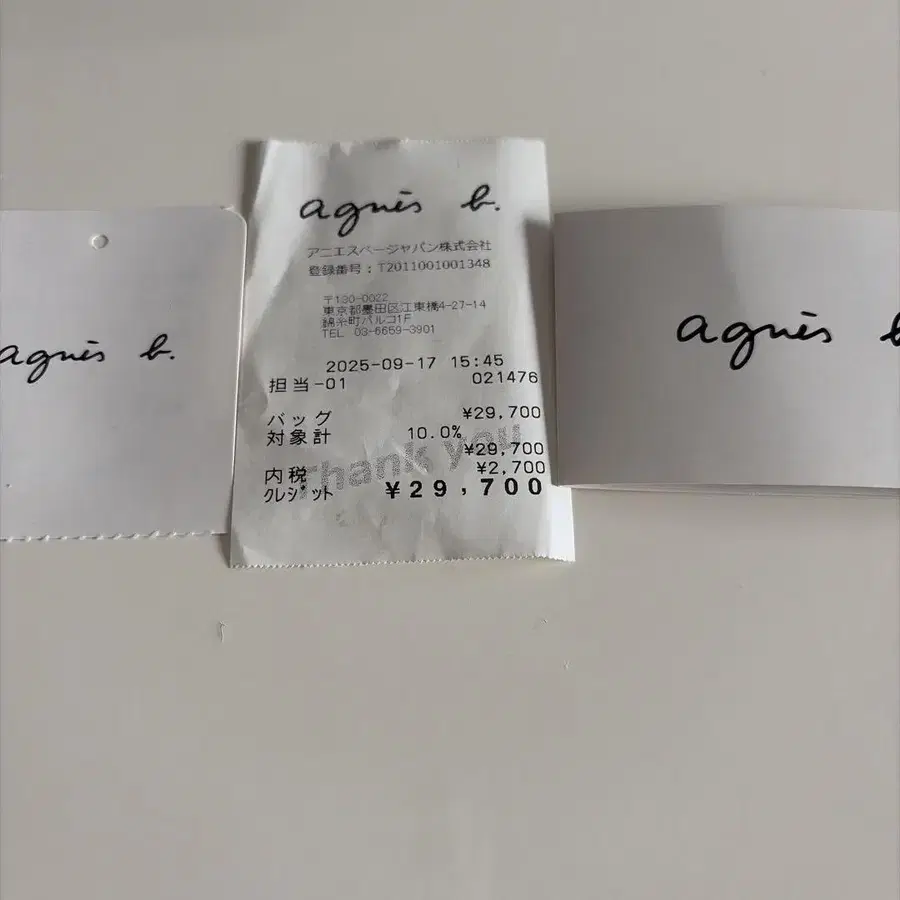 agnès b.
agnès b.
アニエスベージャパン株式会社
登録番号：T2011001001348
〒130-0022
東京都墨田区江東橋4-27-14
錦糸町パルコ1F
TEL 03-6659-3901
2025-09-17 15:45
担当-01 021476
バッグ ¥29,700
対象計 10.0%
¥29,700
内税 ¥2,700
クレジット ¥29,700
Thank you
agnès b